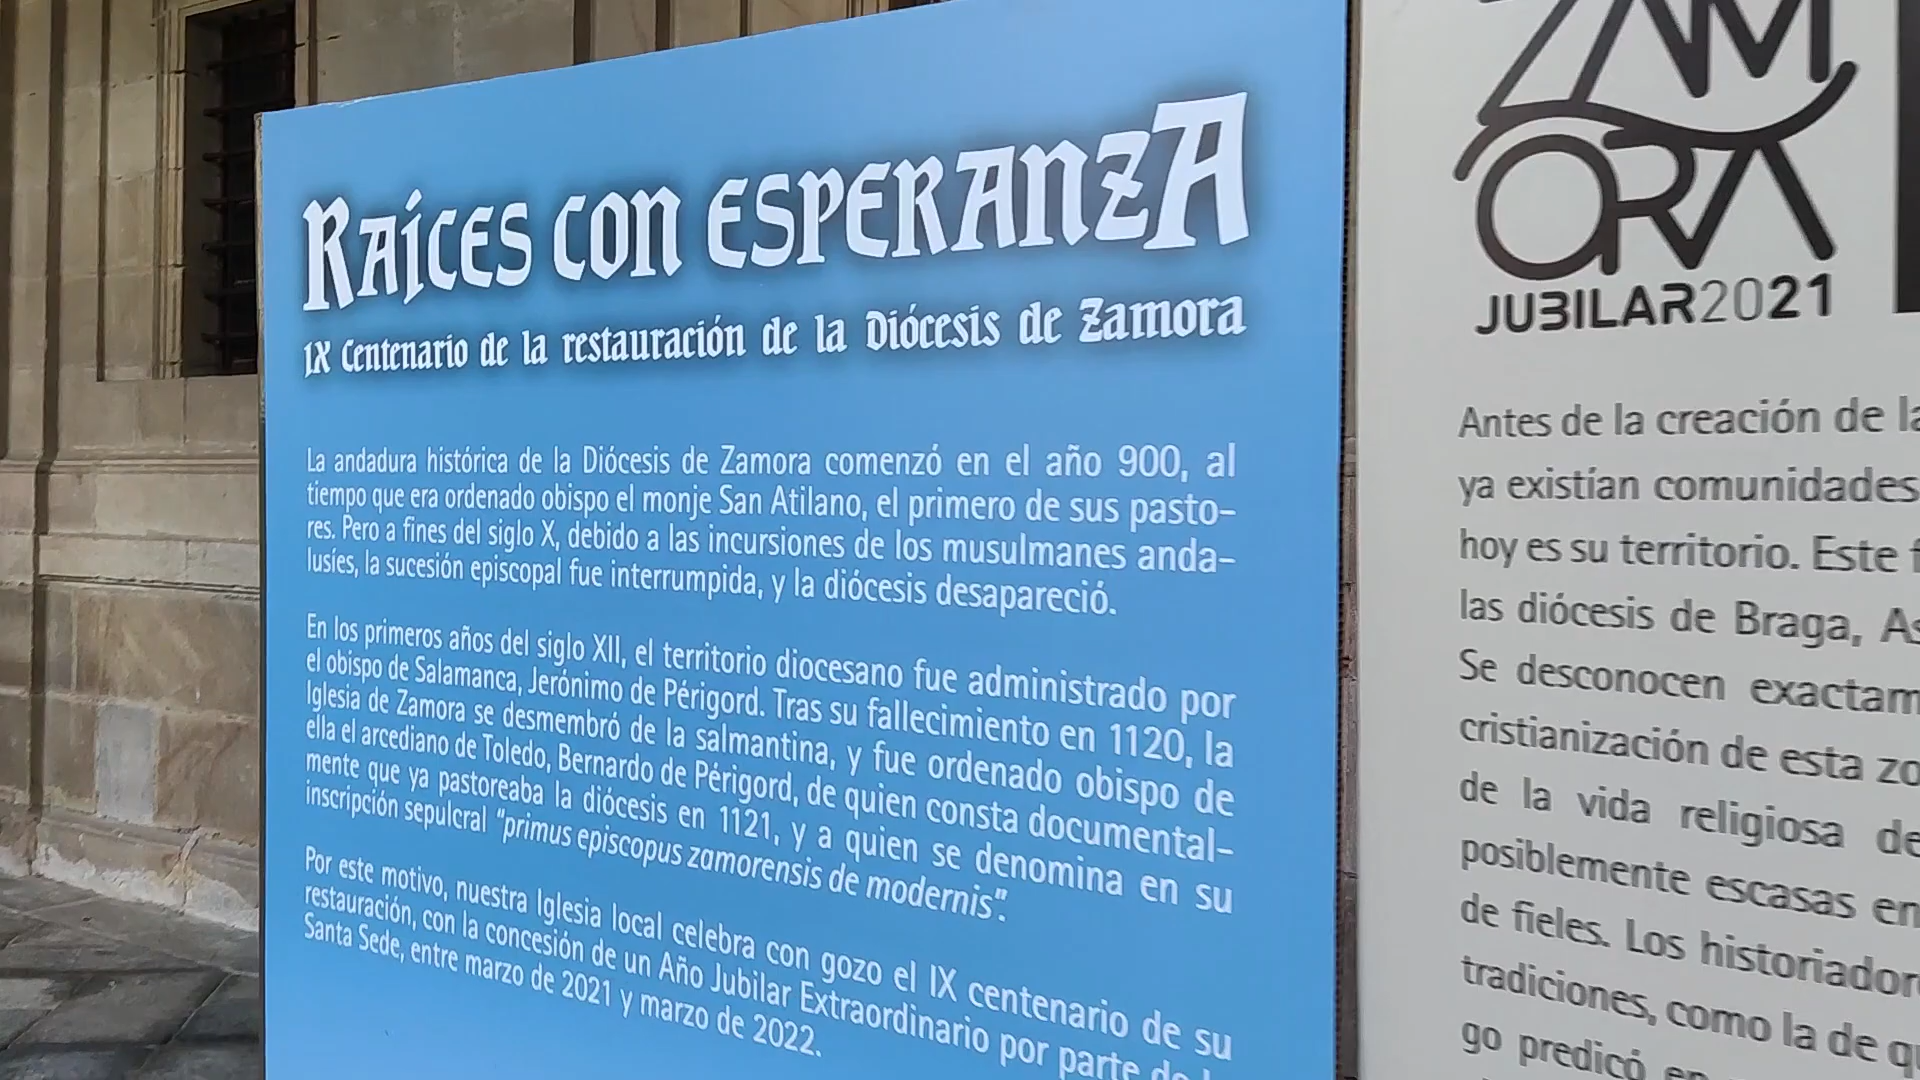 RAÍCES CON ESPERANZA
IX Centenario de la restauración de la Diócesis de Zamora
La andadura histórica de la Diócesis de Zamora comenzó en el año 900, al
tiempo que era ordenado obispo el monje San Atilano, el primero de sus pasto-
res. Pero a fines del siglo X, debido a las incursiones de los musulmanes anda-
lusíes, la sucesión episcopal fue interrumpida, y la diócesis desapareció.
En los primeros años del siglo XII, el territorio diocesano fue administrado por
el obispo de Salamanca, Jerónimo de Périgord. Tras su fallecimiento en 1120, la
Iglesia de Zamora se desmembró de la salmantina, y fue ordenado obispo de
ella el arcediano de Toledo, Bernardo de Périgord, de quien consta documental-
mente que ya pastoreaba la diócesis en 1121, y a quien se denomina en su
inscripción sepulcral "primus episcopus zamorensis de modernis".
Por este motivo, nuestra Iglesia local celebra con gozo el IX centenario de su
restauración, con la concesión de un Año Jubilar Extraordinario por parte de
Santa Sede, entre marzo de 2021 y marzo de 2022.
ZAM
ORA
JUBILAR2021
Antes de la creación de
ya existían comunidades
hoy es su territorio. Este
las diócesis de Braga,
Se desconocen
cristianización de esta
de la vida religiosa
posiblemente escasas
de fieles. Los
tradiciones, como la de
go predicó